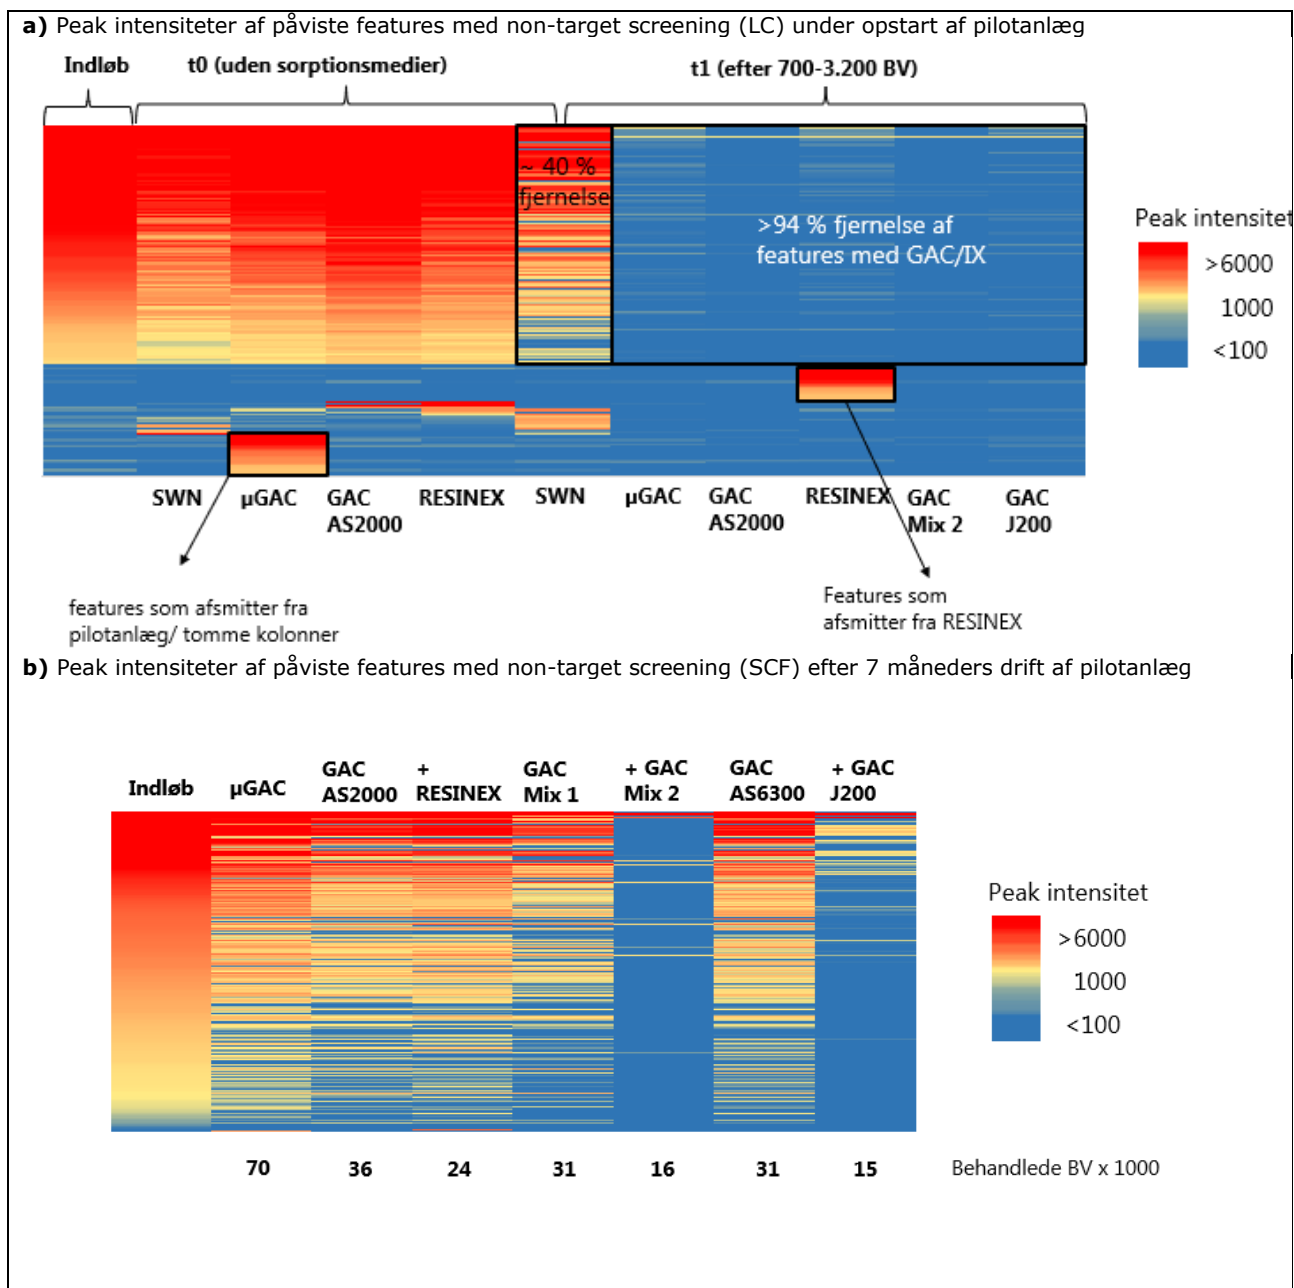 a) Peak intensiteter af påviste features med non-target screening (LC) under opstart af pilotanlæg
Indløb
t0 (uden sorptionsmedier)
t1 (efter 700-3.200 BV)
~ 40 %
fjernelse
>94 % fjernelse af
features med GAC/IX
Peak intensitet
>6000
1000
<100
SWN
µGAC
GAC
AS2000
RESINEX
SWN
µGAC
GAC
AS2000
RESINEX
GAC
Mix 2
GAC
J200
features som afsmitter fra
pilotanlæg/ tomme kolonner
Features som
afsmitter fra RESINEX
b) Peak intensiteter af påviste features med non-target screening (SCF) efter 7 måneders drift af pilotanlæg
Indløb
µGAC
GAC
AS2000
+
RESINEX
GAC
Mix 1
+ GAC
Mix 2
GAC
AS6300
+ GAC
J200
Peak intensitet
>6000
1000
<100
70
36
24
31
16
31
15
Behandlede BV x 1000